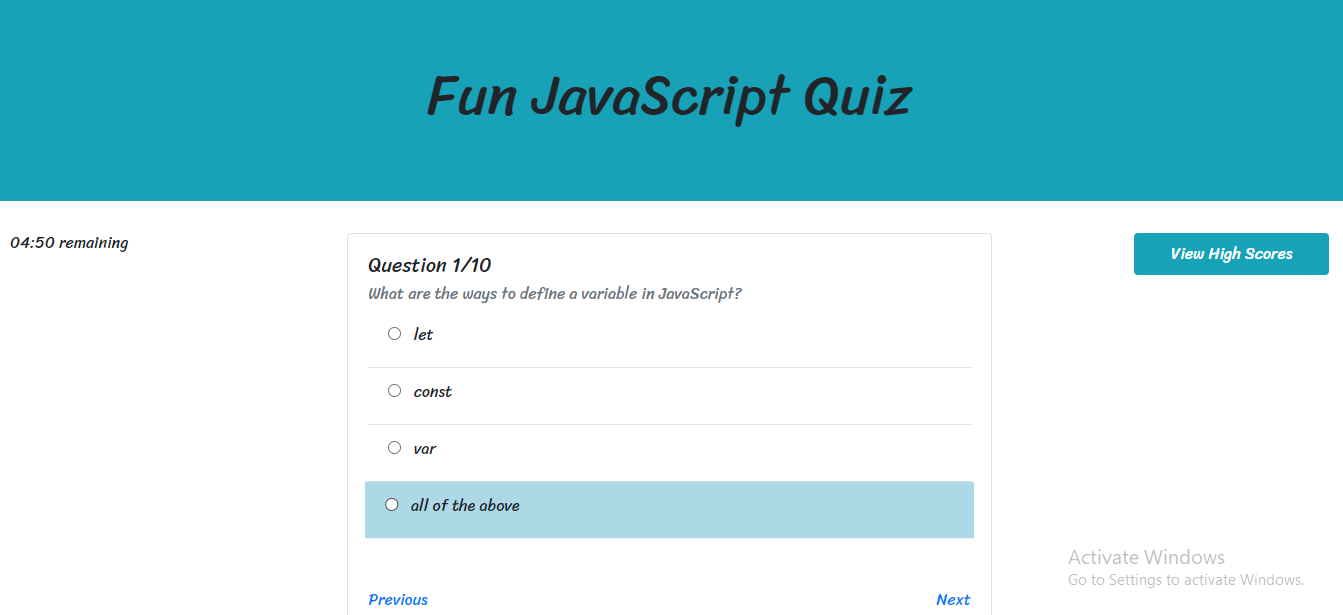 Fun JavaScript Quiz
04:50 remaining
View High Scores
Question 1/10
What are the ways to define a variable in JavaScript?
let
const
var
all of the above
Previous
Next
Activate Windows
Go to Settings to activate Windows.